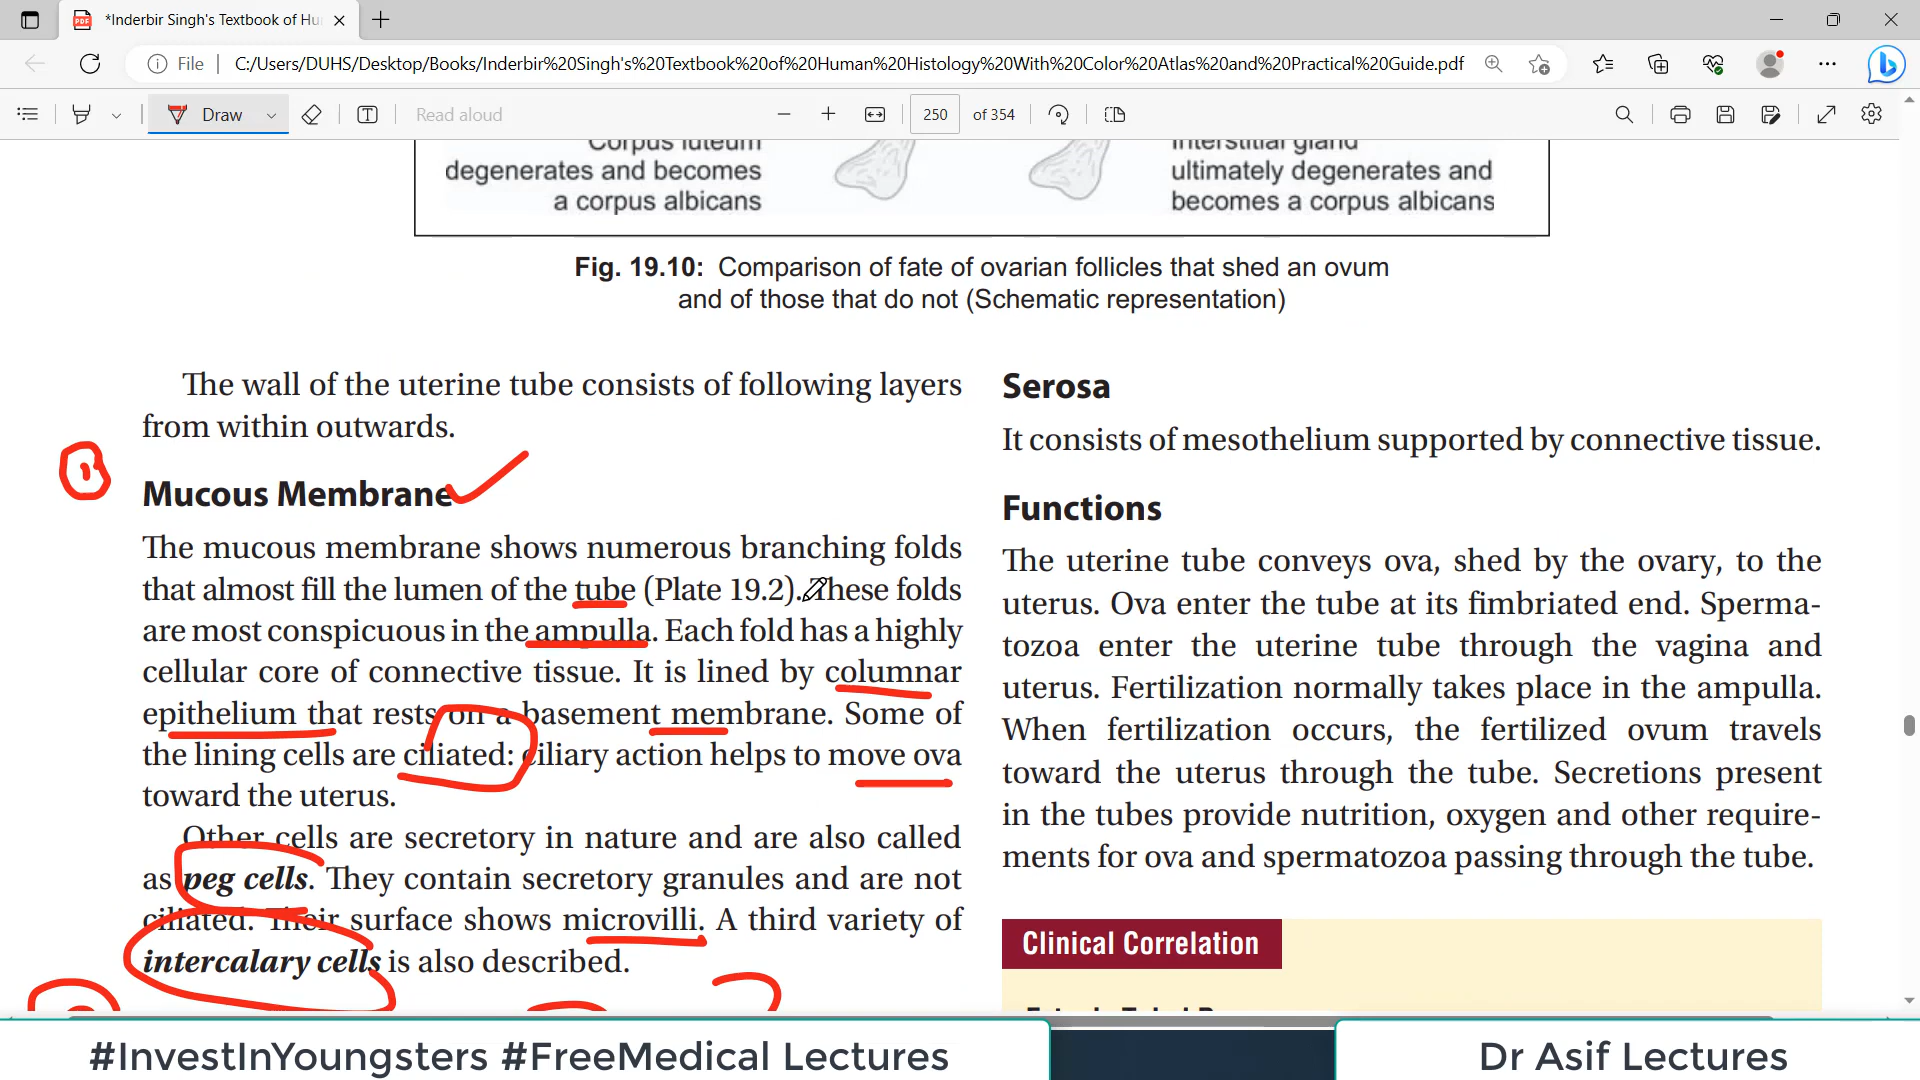 *Inderbir Singh's Textbook of Hu
File
C:/Users/DUHS/Desktop/Books/Inderbir%20Singh's%20Textbook%20of%20Human%20Histology%20With%20Color%20Atlas%20and%20Practical%20Guide.pdf
Draw
Read aloud
250 of 354
Corpus luteum
degenerates and becomes
a corpus albicans
Interstitial gland
ultimately degenerates and
becomes a corpus albicans
Fig. 19.10: Comparison of fate of ovarian follicles that shed an ovum
and of those that do not (Schematic representation)
The wall of the uterine tube consists of following layers
from within outwards.
1
Mucous Membrane
The mucous membrane shows numerous branching folds
that almost fill the lumen of the tube (Plate 19.2). These folds
are most conspicuous in the ampulla. Each fold has a highly
cellular core of connective tissue. It is lined by columnar
epithelium that rests on a basement membrane. Some of
the lining cells are ciliated: ciliary action helps to move ova
toward the uterus.
Other cells are secretory in nature and are also called
as peg cells. They contain secretory granules and are not
ciliated. Their surface shows microvilli. A third variety of
intercalary cells is also described.
Serosa
It consists of mesothelium supported by connective tissue.
Functions
The uterine tube conveys ova, shed by the ovary, to the
uterus. Ova enter the tube at its fimbriated end. Sperma-
tozoa enter the uterine tube through the vagina and
uterus. Fertilization normally takes place in the ampulla.
When fertilization occurs, the fertilized ovum travels
toward the uterus through the tube. Secretions present
in the tubes provide nutrition, oxygen and other require-
ments for ova and spermatozoa passing through the tube.
Clinical Correlation
#InvestInYoungsters #FreeMedical Lectures
Dr Asif Lectures